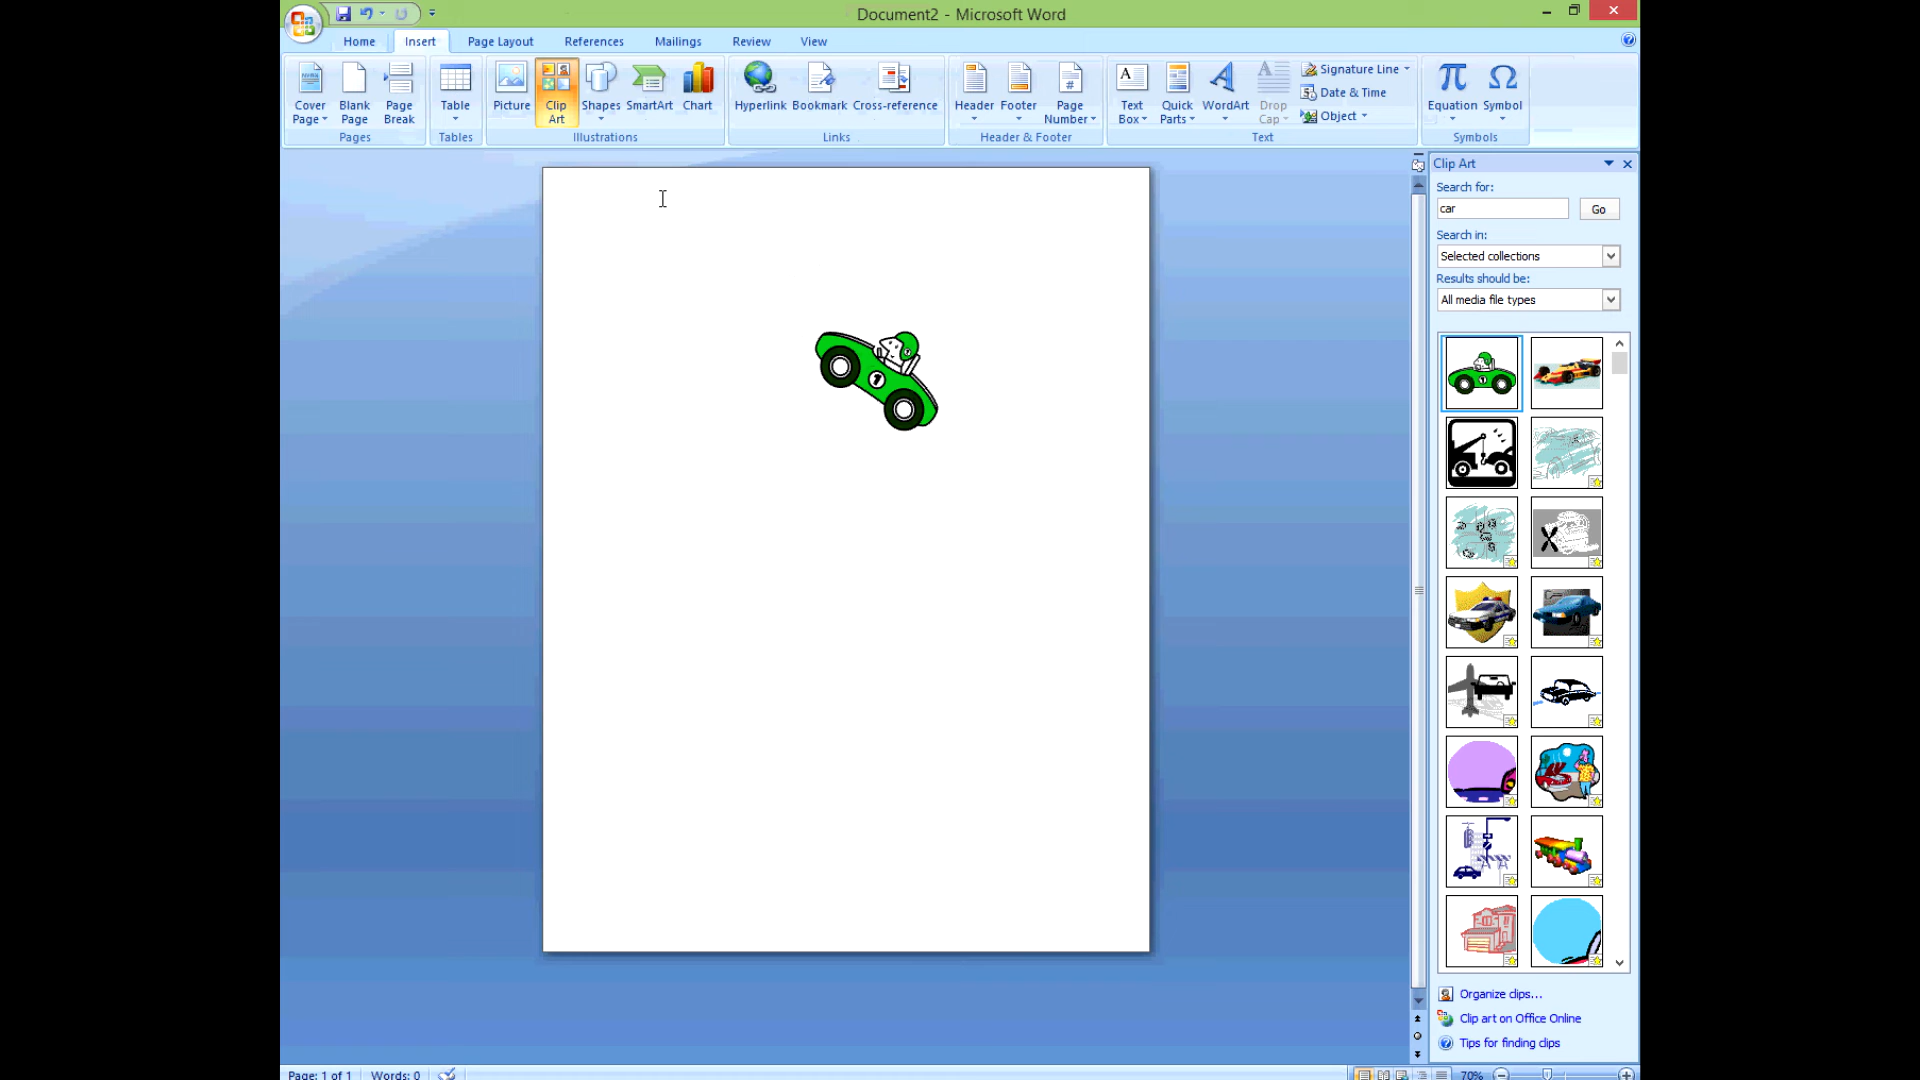 Document2 - Microsoft Word
Home Insert Page Layout References Mailings Review View
Cover Page Blank Page Page Break Table Picture Clip Art Shapes SmartArt Chart Hyperlink Bookmark Cross-reference Header Footer Page Number Text Box Quick Parts WordArt Drop Cap Signature Line Date & Time Object Equation Symbol
Pages Tables Illustrations Links Header & Footer Text Symbols
Clip Art
Search for:
car Go
Search in:
Selected collections
Results should be:
All media file types
1
1
Organize clips...
Clip art on Office Online
Tips for finding clips
Page: 1 of 1 Words: 0 70%